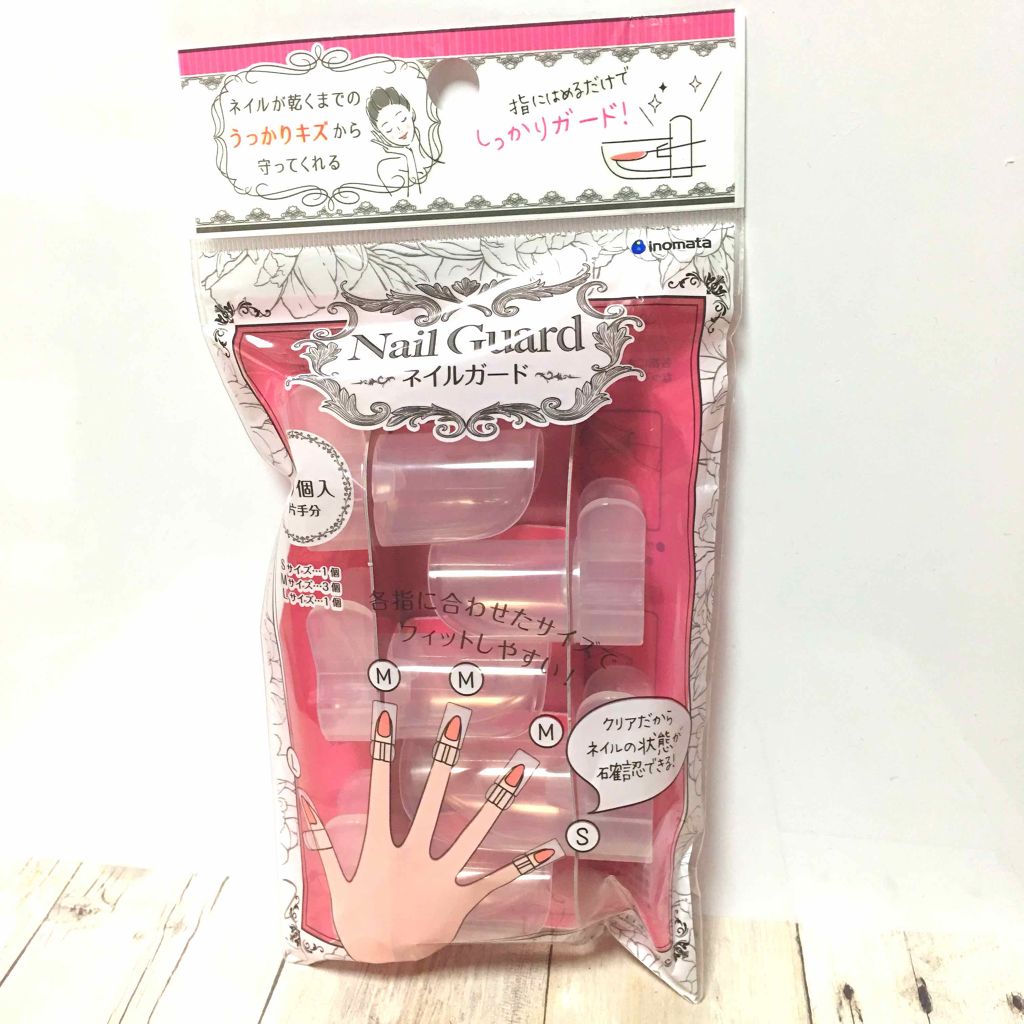 ネイルが乾くまでの
うっかりキズから
守ってくれる
指にはめるだけで
しっかりガード!
inomata
Nail Guard
ネイルガード
個入
片手分
Sサイズ…1個
Mサイズ…3個
Lサイズ…1個
各指に合わせたサイズで
フィットしやすい!
M
M
M
S
クリアだから
ネイルの状態が
確認できる!